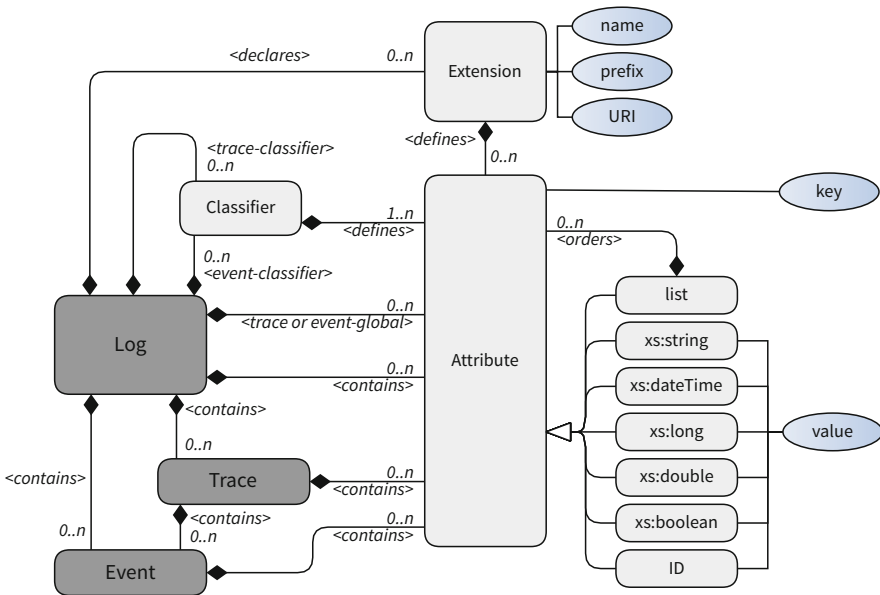 name
<declares>
0..n
Extension
prefix
URI
<defines>
0..n
<trace-classifier>
0..n
Classifier
key
1..n
<defines>
0..n
<orders>
0..n
<event-classifier>
list
Log
0..n
<trace or event-global>
xs:string
Attribute
xs:dateTime
0..n
<contains>
<contains>
xs:long
value
0..n
<contains>
Trace
0..n
<contains>
xs:double
<contains>
0..n
0..n
0..n
<contains>
xs:boolean
Event
ID